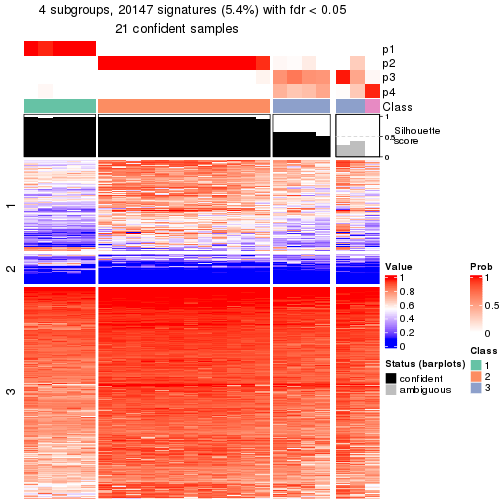 4 subgroups, 20147 signatures (5.4%) with fdr < 0.05
21 confident samples
p1
p2
p3
p4
Class
1
0.5
0
Silhouette
score
1
2
3
Value
1
0.8
0.6
0.4
0.2
0
Prob
1
0.5
0
Status (barplots)
confident
ambiguous
Class
1
2
3